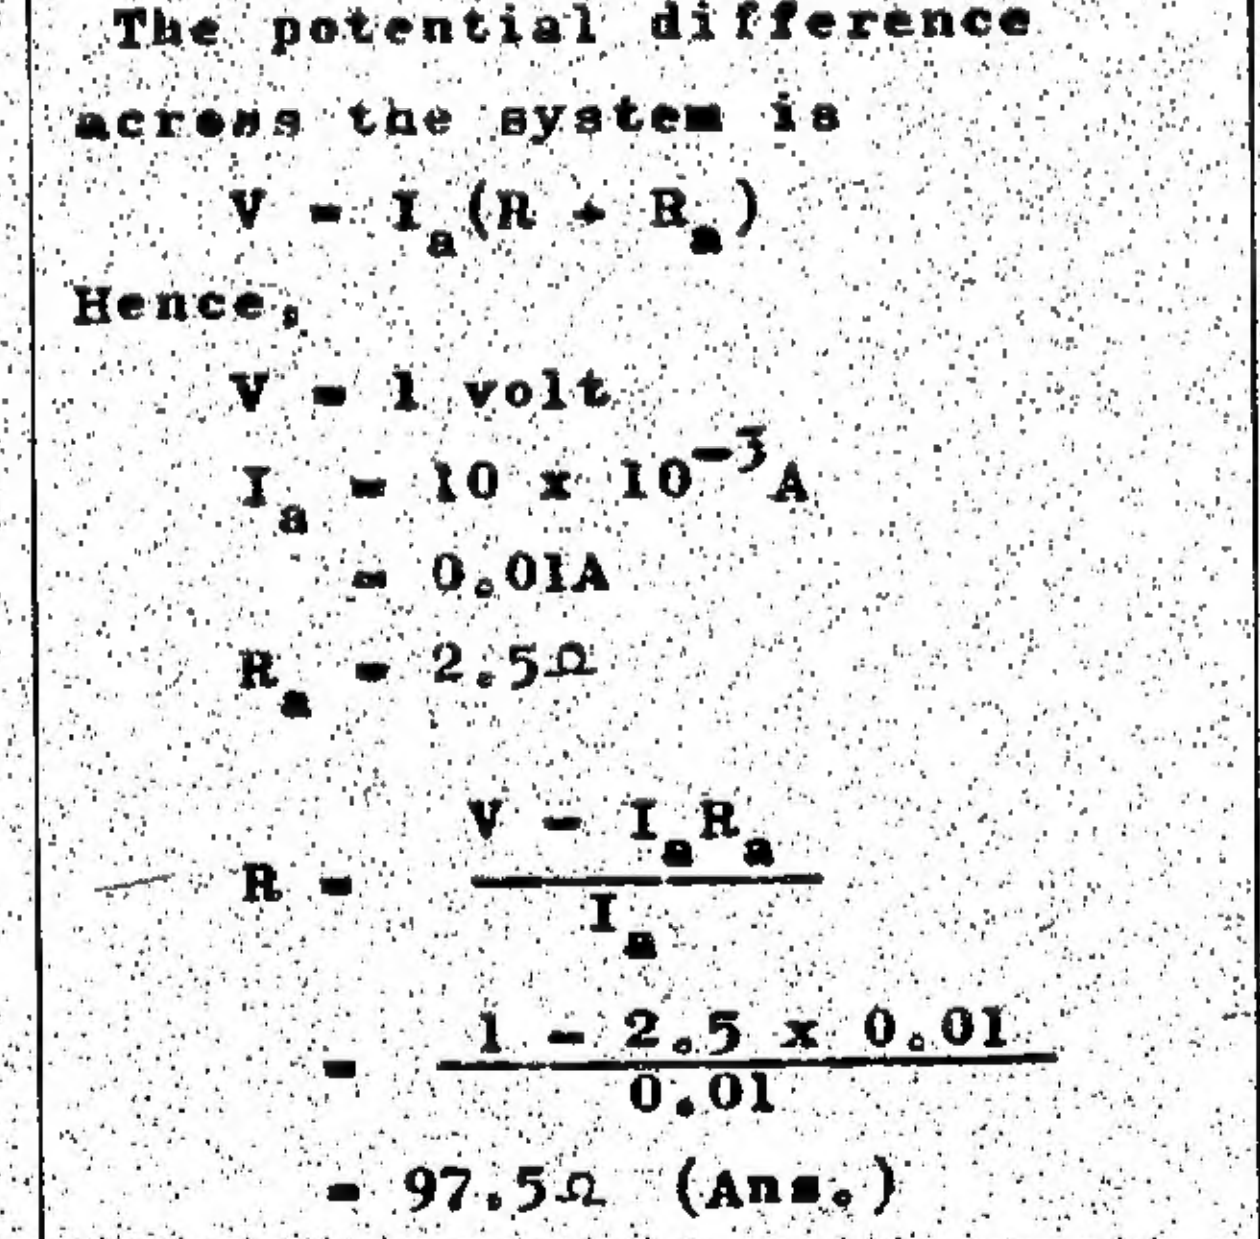 The potential difference
across the system is
V = Iₐ(R + Rₐ)
Hence,
V = 1 volt
Iₐ = 10 x 10⁻³A
= 0.01A
Rₐ = 2.5Ω
R = (V - IₐRₐ) / Iₐ
= (1 - 2.5 x 0.01) / 0.01
= 97.5Ω (Ans.)